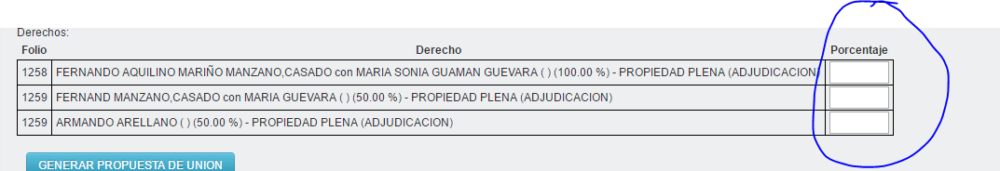 Derechos:
Folio Derecho Porcentaje
1258 FERNANDO AQUILINO MARIÑO MANZANO,CASADO con MARIA SONIA GUAMAN GUEVARA ( ) (100.00 %) - PROPIEDAD PLENA (ADJUDICACION)
1259 FERNAND MANZANO,CASADO con MARIA GUEVARA ( ) (50.00 %) - PROPIEDAD PLENA (ADJUDICACION)
1259 ARMANDO ARELLANO ( ) (50.00 %) - PROPIEDAD PLENA (ADJUDICACION)
GENERAR PROPUESTA DE UNION